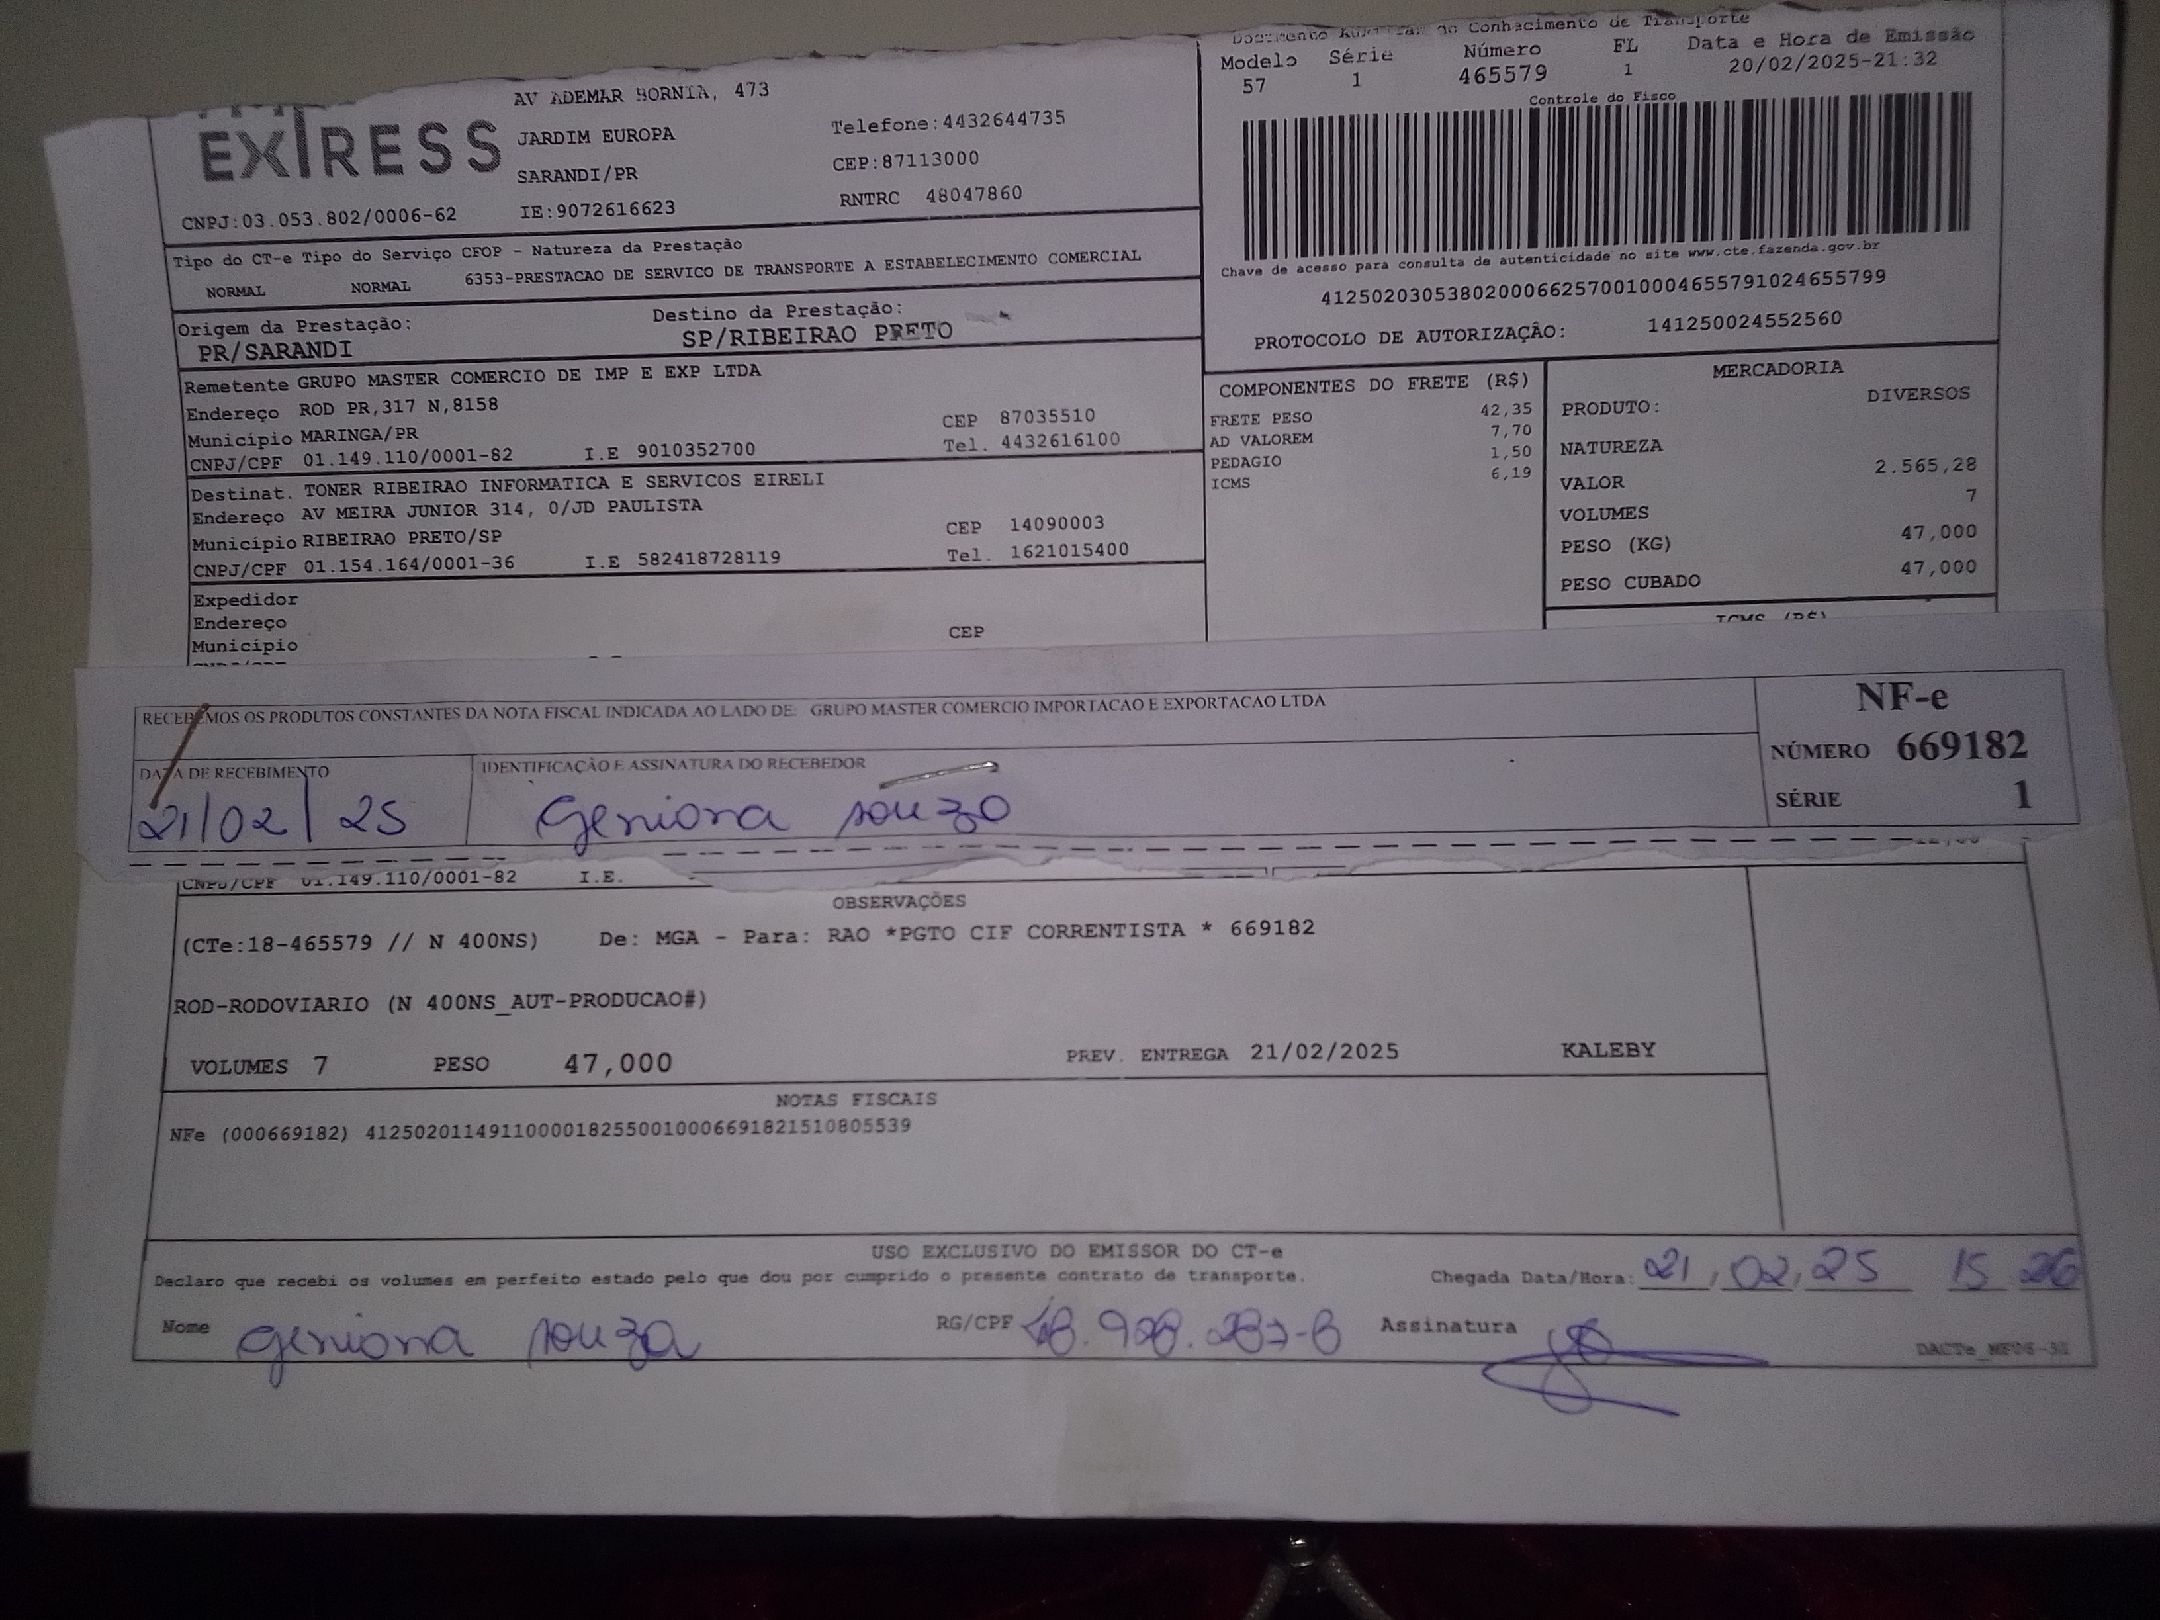 Documento Auxiliar do Conhecimento de Transporte
Modelo Série Número FL Data e Hora de Emissão
57 1 465579 1 20/02/2025-21:32
Controle do Fisco
EXPRESS
AV ADEMAR BORNIA, 473
JARDIM EUROPA Telefone:4432644735
SARANDI/PR CEP:87113000
CNPJ:03.053.802/0006-62 IE:9072616623 RNTRC 48047860
Tipo do CT-e Tipo do Serviço CFOP - Natureza da Prestação
NORMAL NORMAL 6353-PRESTACAO DE SERVICO DE TRANSPORTE A ESTABELECIMENTO COMERCIAL
Chave de acesso para consulta de autenticidade no site www.cte.fazenda.gov.br
41250203053802000662570010004655791024655799
PROTOCOLO DE AUTORIZAÇÃO: 141250024552560
Origem da Prestação: Destino da Prestação:
PR/SARANDI SP/RIBEIRAO PRETO
Remetente GRUPO MASTER COMERCIO DE IMP E EXP LTDA
Endereço ROD PR,317 N,8158
Município MARINGA/PR CEP 87035510
CNPJ/CPF 01.149.110/0001-82 I.E 9010352700 Tel. 4432616100
Destinat. TONER RIBEIRAO INFORMATICA E SERVICOS EIRELI
Endereço AV MEIRA JUNIOR 314, 0/JD PAULISTA
Município RIBEIRAO PRETO/SP CEP 14090003
CNPJ/CPF 01.154.164/0001-36 I.E 582418728119 Tel. 1621015400
Expedidor
Endereço
Município CEP
COMPONENTES DO FRETE (R$)
FRETE PESO 42,35
AD VALOREM 7,70
PEDAGIO 1,50
ICMS 6,19
MERCADORIA
PRODUTO: DIVERSOS
NATUREZA
VALOR 2.565,28
VOLUMES 7
PESO (KG) 47,000
PESO CUBADO 47,000
ICMS (R$)
RECEBEMOS OS PRODUTOS CONSTANTES DA NOTA FISCAL INDICADA AO LADO DE: GRUPO MASTER COMERCIO IMPORTACAO E EXPORTACAO LTDA
DATA DE RECEBIMENTO IDENTIFICAÇÃO E ASSINATURA DO RECEBEDOR
21/02/25 Geniona souza
NF-e
NÚMERO 669182
SÉRIE 1
CNPJ/CPF 01.149.110/0001-82 I.E.
OBSERVAÇÕES
(CTe:18-465579 // N 400NS) De: MGA - Para: RAO *PGTO CIF CORRENTISTA * 669182
ROD-RODOVIARIO (N 400NS_AUT-PRODUCAO#)
VOLUMES 7 PESO 47,000 PREV. ENTREGA 21/02/2025 KALEBY
NOTAS FISCAIS
NFe (000669182) 41250201149110000182550010006691821510805539
USO EXCLUSIVO DO EMISSOR DO CT-e
Declaro que recebi os volumes em perfeito estado pelo que dou por cumprido o presente contrato de transporte. Chegada Data/Hora: 21/02/25 15 26
Nome Geniona souza RG/CPF Assinatura